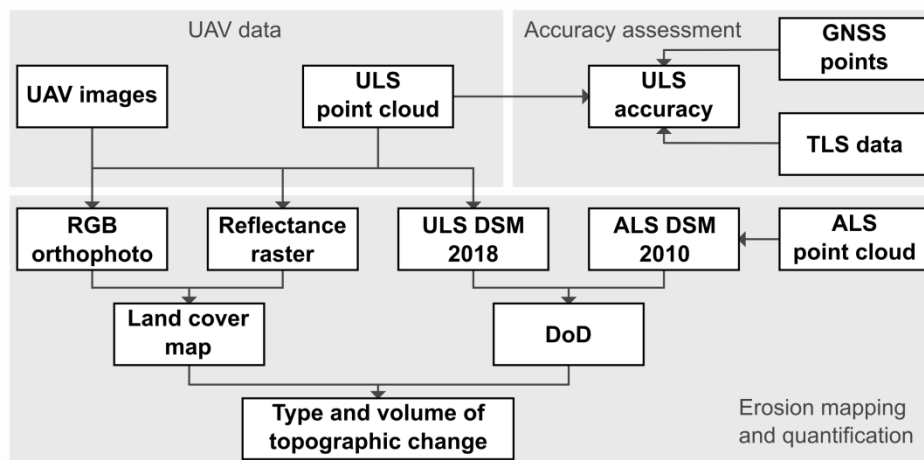 UAV data
Accuracy assessment
GNSS
points
UAV images
ULS
point cloud
ULS
accuracy
TLS data
RGB
orthophoto
Reflectance
raster
ULS DSM
2018
ALS DSM
2010
ALS
point cloud
Land cover
map
DoD
Type and volume of
topographic change
Erosion mapping
and quantification